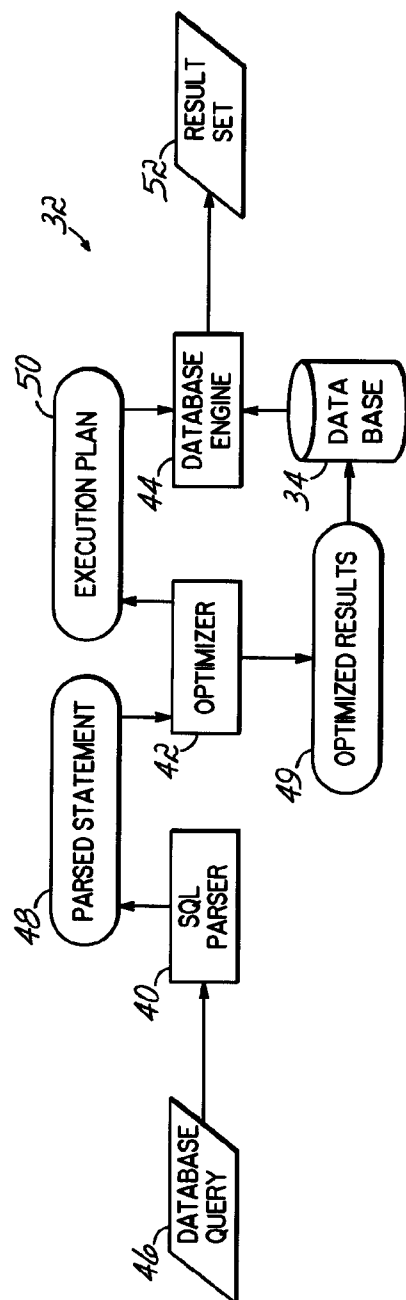 32
46
DATABASE
QUERY
40
SQL
PARSER
48
PARSED STATEMENT
42
OPTIMIZER
50
EXECUTION PLAN
49
OPTIMIZED RESULTS
44
DATABASE
ENGINE
34
DATA
BASE
52
RESULT
SET